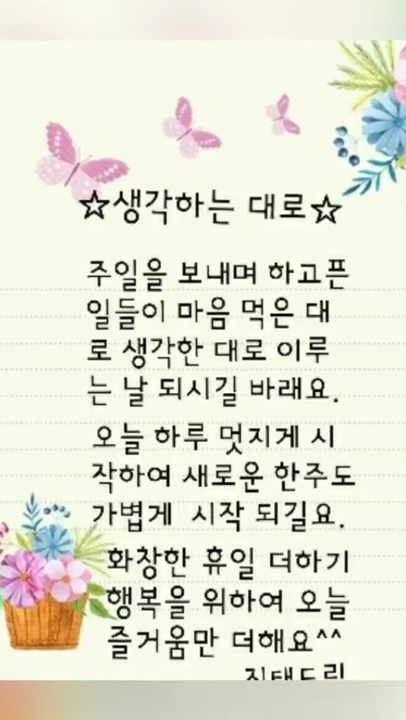 ☆생각하는 대로☆
주일을 보내며 하고픈
일들이 마음 먹은 대
로 생각한 대로 이루
는 날 되시길 바래요.
오늘 하루 멋지게 시
작하여 새로운 한주도
가볍게 시작 되길요.
화창한 휴일 더하기
행복을 위하여 오늘
즐거움만 더해요^^